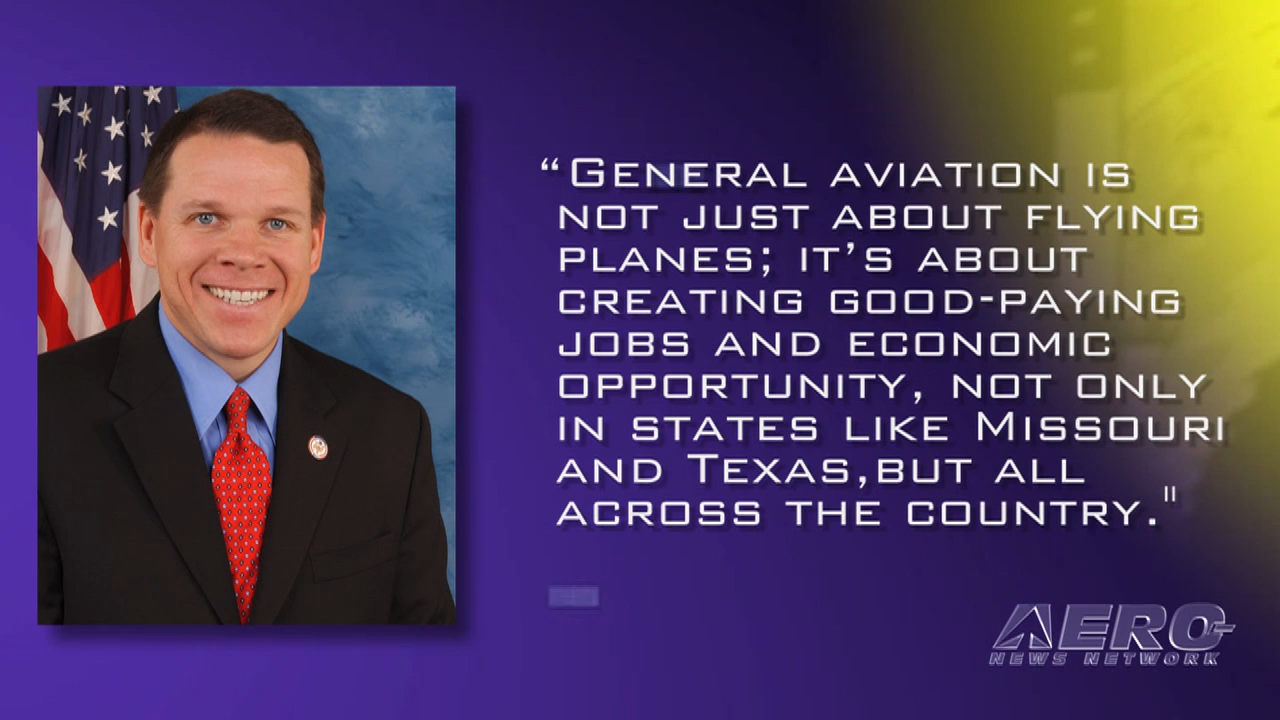 “GENERAL AVIATION IS
NOT JUST ABOUT FLYING
PLANES; IT’S ABOUT
CREATING GOOD-PAYING
JOBS AND ECONOMIC
OPPORTUNITY, NOT ONLY
IN STATES LIKE MISSOURI
AND TEXAS,BUT ALL
ACROSS THE COUNTRY."
AERO-
NEWS NETWORK